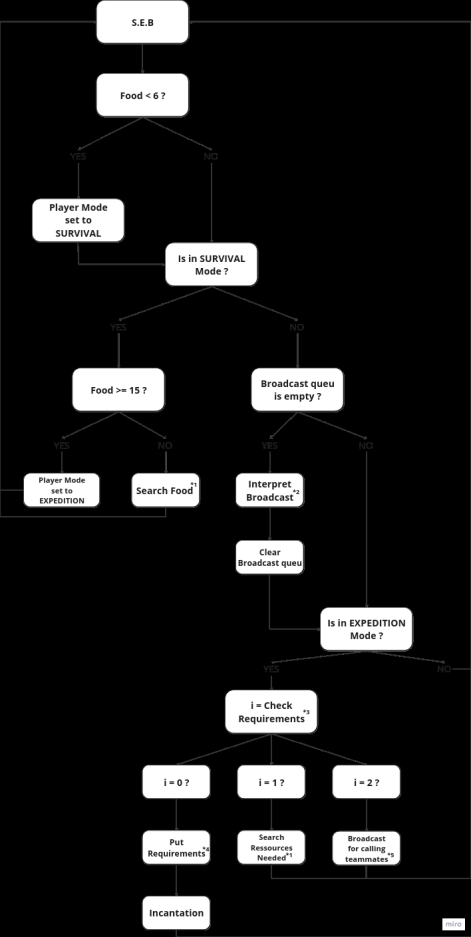 S.E.B
Food < 6 ?
YES
NO
Player Mode
set to
SURVIVAL
Is in SURVIVAL
Mode ?
YES
NO
Food >= 15 ?
Broadcast queu
is empty ?
YES
NO
YES
NO
Player Mode
set to
EXPEDITION
Search Food*1
Interpret
Broadcast*2
Clear
Broadcast queu
Is in EXPEDITION
Mode ?
YES
NO
i = Check
Requirements*3
i = 0 ?
i = 1 ?
i = 2 ?
Put
Requirements*4
Search
Ressources
Needed*1
Broadcast
for calling
teammates*5
Incantation
miro